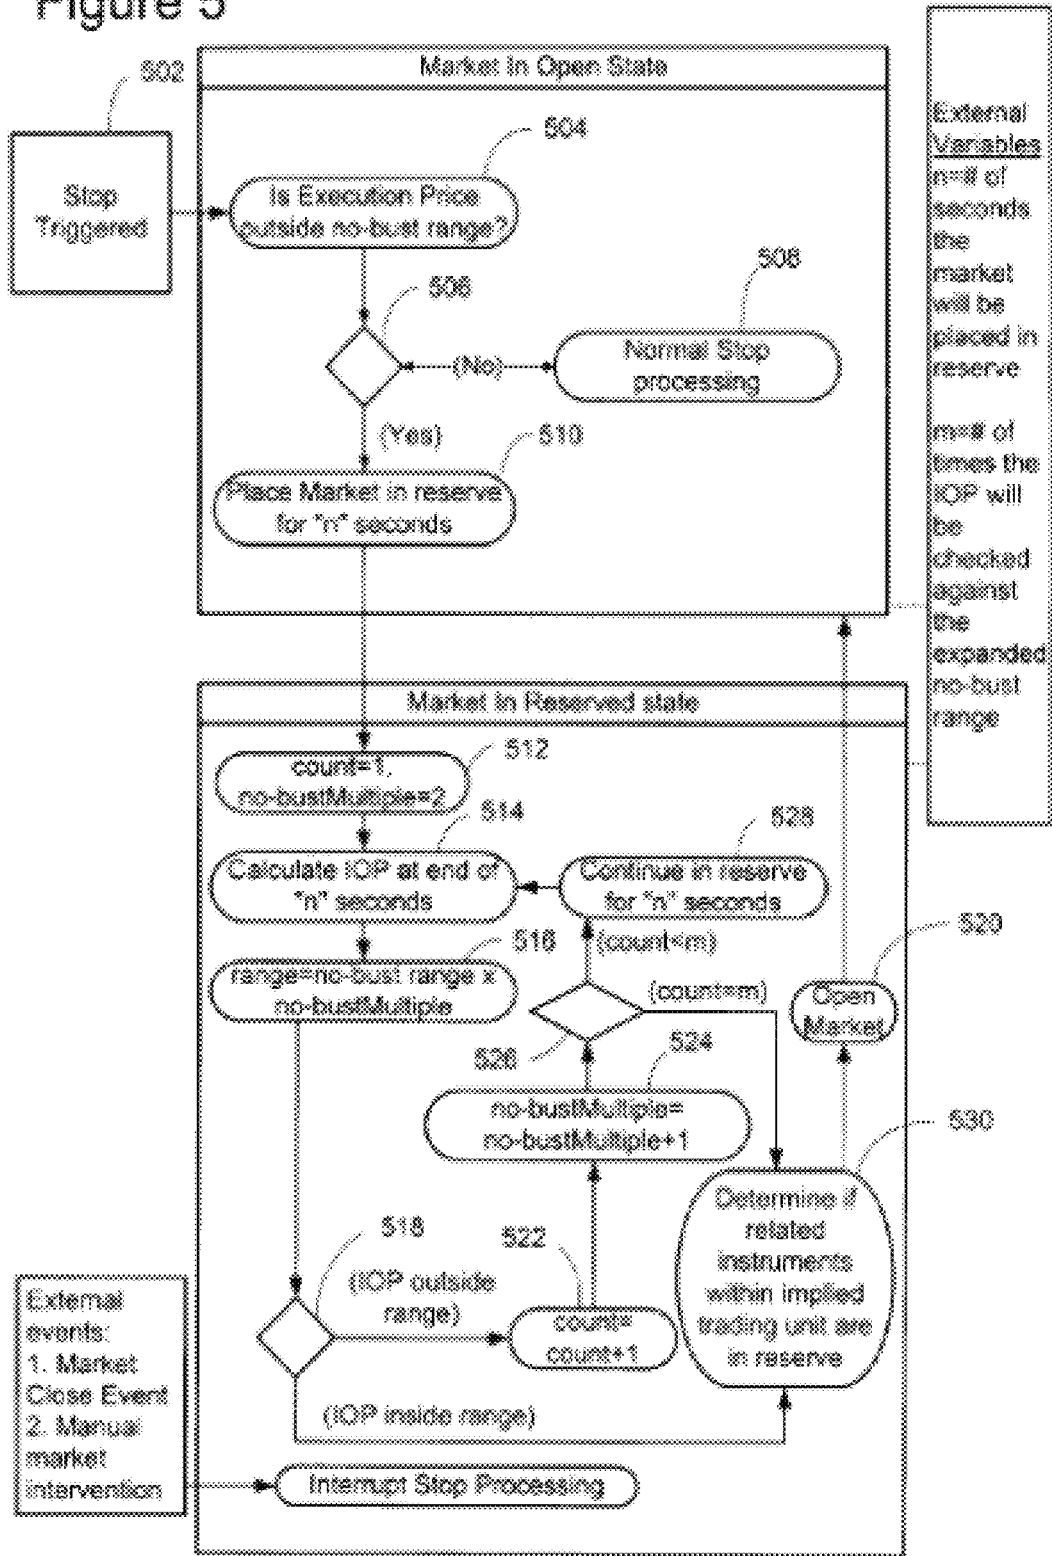 Figure 5
Market In Open State
502
504
Stop
Triggered
Is Execution Price
outside no-bust range?
506
508
(No)
Normal Stop
processing
(Yes)
510
Place Market in reserve
for "n" seconds
External
Variables
n=# of
seconds
the
market
will be
placed in
reserve
m=# of
times the
IOP will
be
checked
against
the
expanded
no-bust
range
Market In Reserved state
count=1,
no-bustMultiple=2
512
514
Calculate IOP at end of
"n" seconds
528
Continue in reserve
for "n" seconds
516
range=no-bust range x
no-bustMultiple
(count<m)
(count=m)
520
Open
Market
526
524
no-bustMultiple=
no-bustMultiple+1
530
Determine if
related
instruments
within implied
trading unit are
in reserve
518
522
(IOP outside
range)
count=
count+1
(IOP inside range)
External
events:
1. Market
Close Event
2. Manual
market
intervention
Interrupt Stop Processing